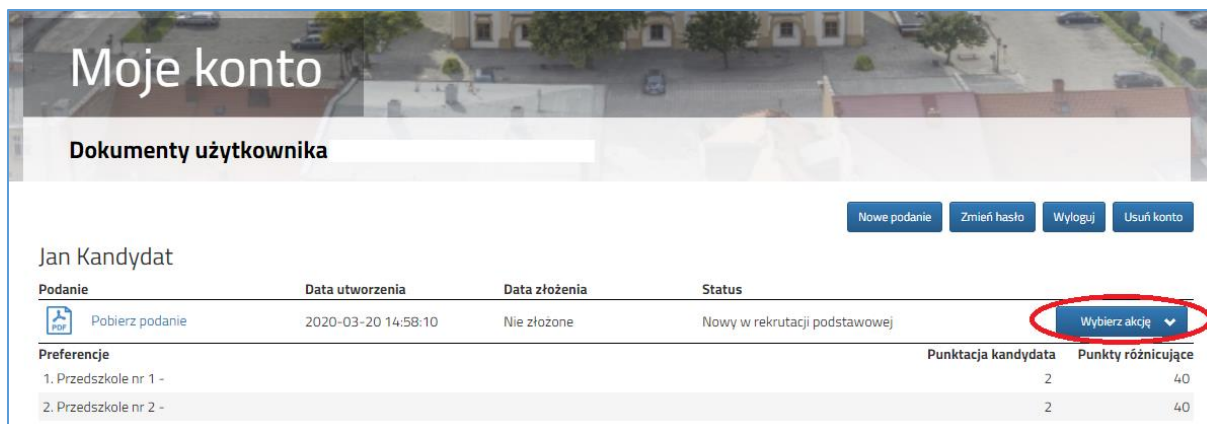 Moje konto
Dokumenty użytkownika
Nowe podanie Zmień hasło Wyloguj Usuń konto
Jan Kandydat
Podanie Data utworzenia Data złożenia Status
PDF Pobierz podanie 2020-03-20 14:58:10 Nie złożone Nowy w rekrutacji podstawowej Wybierz akcję
Preferencje Punktacja kandydata Punkty różnicujące
1. Przedszkole nr 1 - 2 40
2. Przedszkole nr 2 - 2 40